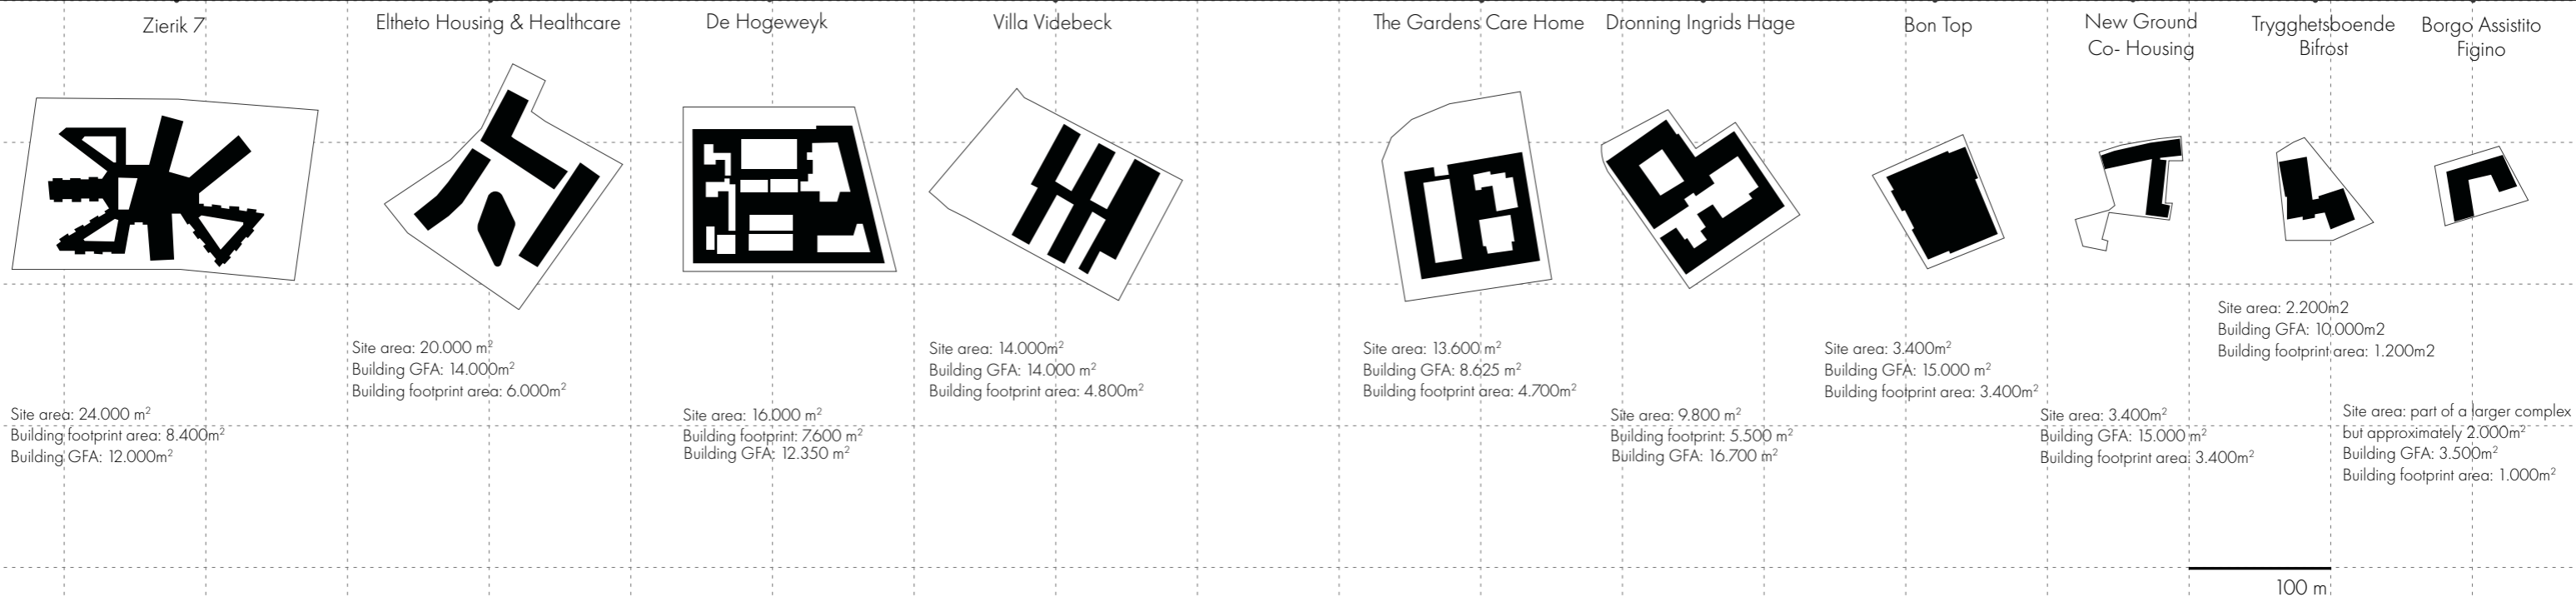 Zierik 7
Eltheto Housing & Healthcare
De Hogeweyk
Villa Videbeck
The Gardens Care Home
Dronning Ingrids Hage
Bon Top
New Ground
Co- Housing
Trygghetsboende
Bifrost
Borgo Assistito
Figino
Site area: 24.000 m²
Building footprint area: 8.400m²
Building GFA: 12.000m²
Site area: 20.000 m²
Building GFA: 14.000m²
Building footprint area: 6.000m²
Site area: 16.000 m²
Building footprint: 7.600 m²
Building GFA: 12.350 m²
Site area: 14.000m²
Building GFA: 14.000 m²
Building footprint area: 4.800m²
Site area: 13.600 m²
Building GFA: 8.625 m²
Building footprint area: 4.700m²
Site area: 9.800 m²
Building footprint: 5.500 m²
Building GFA: 16.700 m²
Site area: 3.400m²
Building GFA: 15.000 m²
Building footprint area: 3.400m²
Site area: 3.400m²
Building GFA: 15.000 m²
Building footprint area: 3.400m²
Site area: 2.200m2
Building GFA: 10.000m2
Building footprint area: 1.200m2
Site area: part of a larger complex
but approximately 2.000m²
Building GFA: 3.500m²
Building footprint area: 1.000m²
100 m